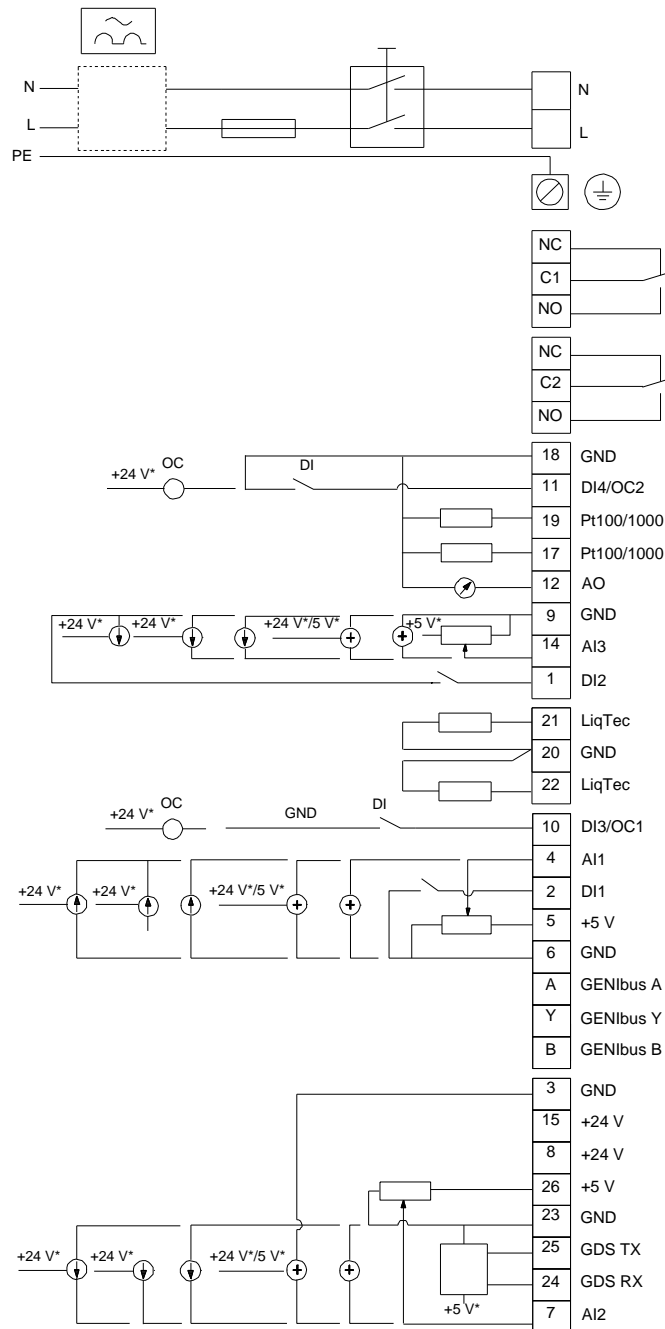 N N
L L
PE
NC
C1
NO
NC
C2
NO
18 GND
+24 V* OC DI 11 DI4/OC2
19 Pt100/1000
17 Pt100/1000
12 AO
9 GND
+24 V* +24 V* +24 V*/5 V* +5 V*
14 AI3
1 DI2
21 LiqTec
20 GND
22 LiqTec
+24 V* OC GND DI 10 DI3/OC1
4 AI1
+24 V* +24 V* +24 V*/5 V* 2 DI1
5 +5 V
6 GND
A GENIbus A
Y GENIbus Y
B GENIbus B
3 GND
15 +24 V
8 +24 V
26 +5 V
23 GND
+24 V* +24 V* +24 V*/5 V* 25 GDS TX
24 GDS RX
+5 V* 7 AI2